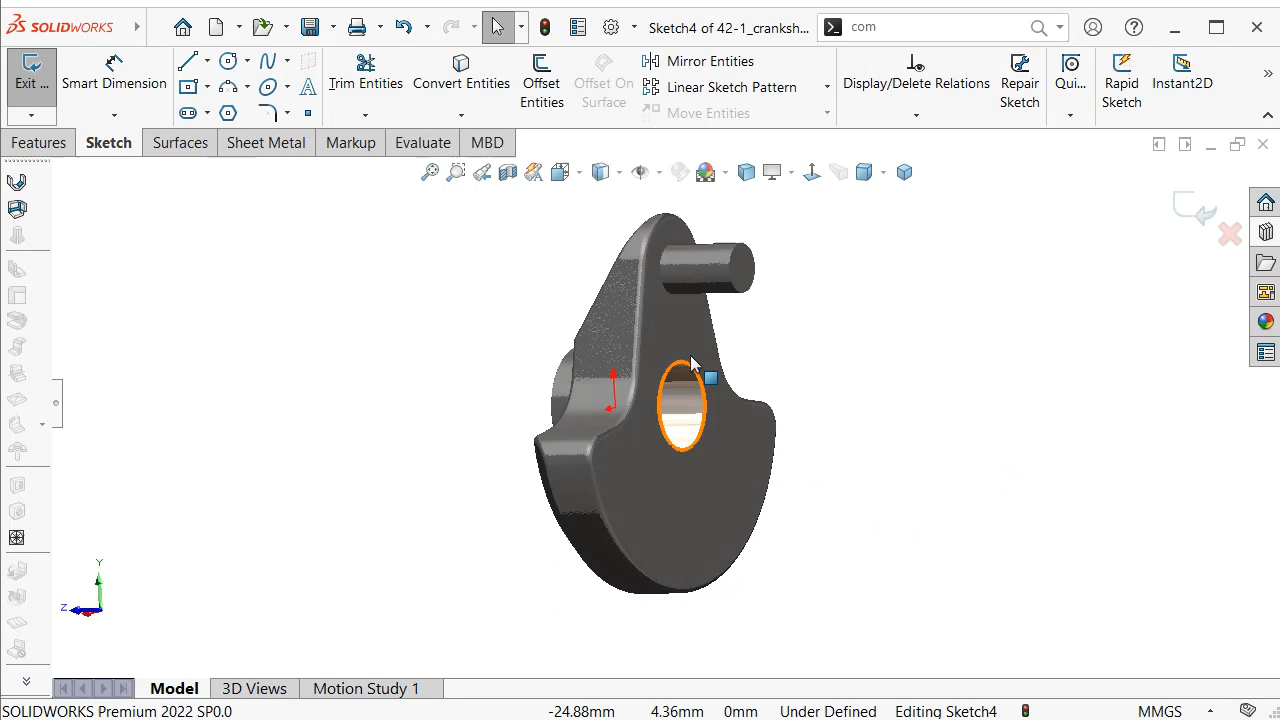 SOLIDWORKS
Sketch4 of 42-1_cranksh...
com
Exit ...
Smart Dimension
Trim Entities
Convert Entities
Offset
Entities
Offset On
Surface
Mirror Entities
Linear Sketch Pattern
Move Entities
Display/Delete Relations
Repair
Sketch
Qui...
Rapid
Sketch
Instant2D
Features
Sketch
Surfaces
Sheet Metal
Markup
Evaluate
MBD
Y
Z
Model
3D Views
Motion Study 1
SOLIDWORKS Premium 2022 SP0.0
-24.88mm
4.36mm
0mm
Under Defined
Editing Sketch4
MMGS